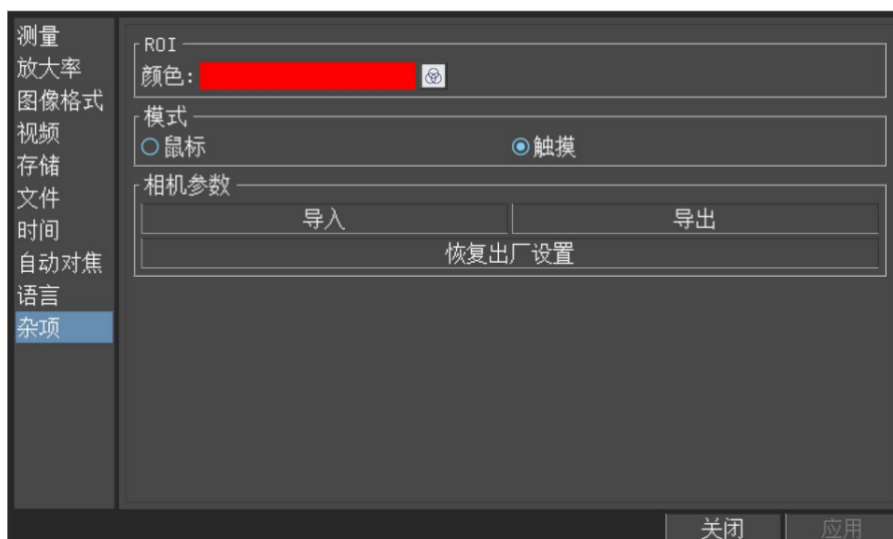 测量
放大率
图像格式
视频
存储
文件
时间
自动对焦
语言
杂项
ROI
颜色:
模式
鼠标 触摸
相机参数
导入 导出
恢复出厂设置
关闭 应用